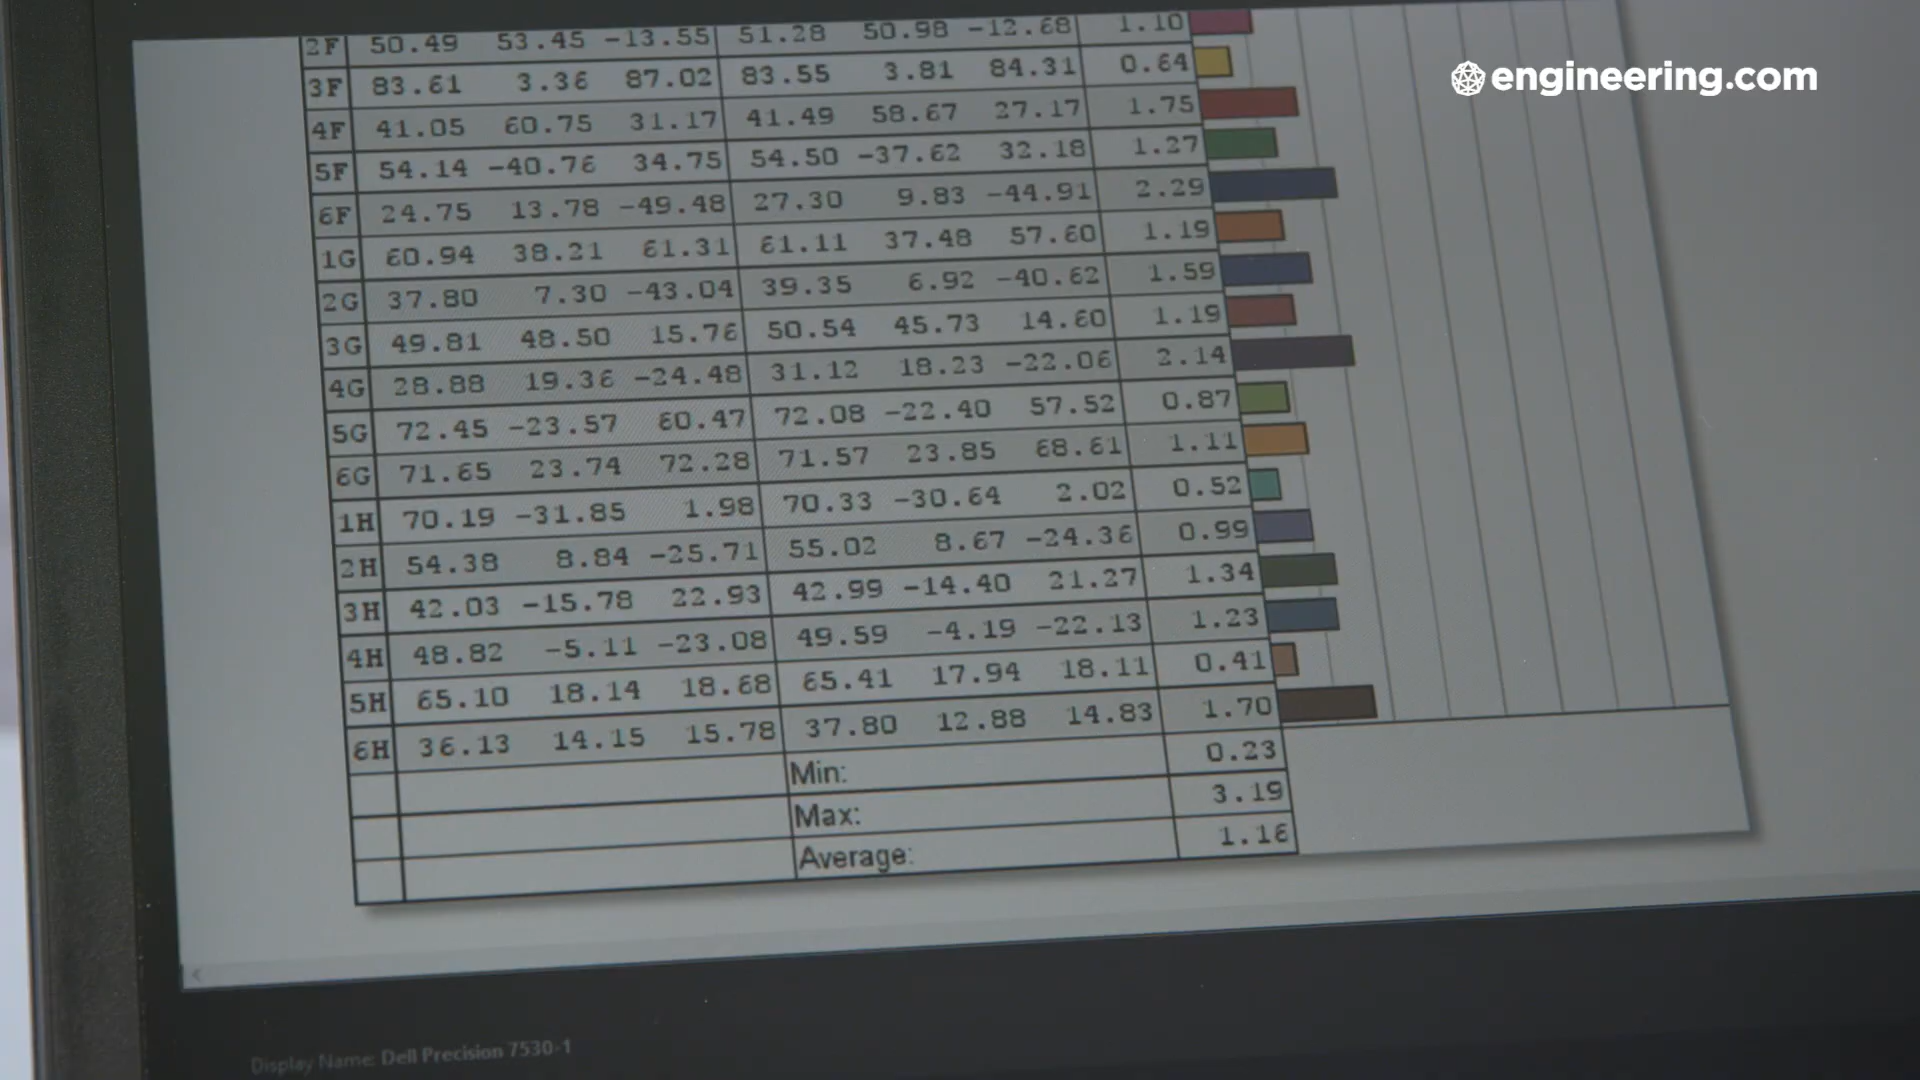 2F 50.49 53.45 -13.55 51.28 50.98 -12.68 1.10
3F 83.61 3.36 87.02 83.55 3.81 84.31 0.64
4F 41.05 60.75 31.17 41.49 58.67 27.17 1.75
5F 54.14 -40.76 34.75 54.50 -37.62 32.18 1.27
6F 24.75 13.78 -49.48 27.30 9.83 -44.91 2.29
1G 60.94 38.21 61.31 61.11 37.48 57.60 1.19
2G 37.80 7.30 -43.04 39.35 6.92 -40.62 1.59
3G 49.81 48.50 15.76 50.54 45.73 14.60 1.19
4G 28.88 19.36 -24.48 31.12 18.23 -22.06 2.14
5G 72.45 -23.57 60.47 72.08 -22.40 57.52 0.87
6G 71.65 23.74 72.28 71.57 23.85 68.61 1.11
1H 70.19 -31.85 1.98 70.33 -30.64 2.02 0.52
2H 54.38 8.84 -25.71 55.02 8.67 -24.36 0.99
3H 42.03 -15.78 22.93 42.99 -14.40 21.27 1.34
4H 48.82 -5.11 -23.08 49.59 -4.19 -22.13 1.23
5H 65.10 18.14 18.68 65.41 17.94 18.11 0.41
6H 36.13 14.15 15.78 37.80 12.88 14.83 1.70
Min: 0.23
Max: 3.19
Average: 1.16
Display Name: Dell Precision 7530-1
engineering.com